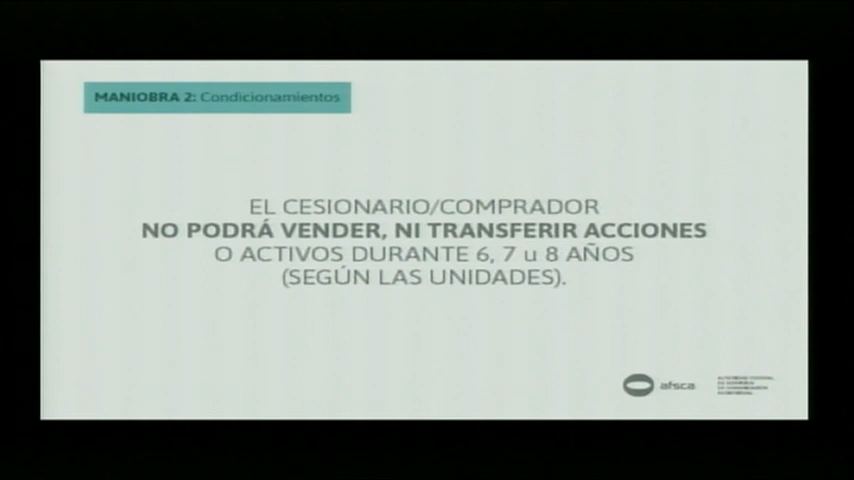 MANIOBRA 2: Condicionamientos
EL CESIONARIO/COMPRADOR
NO PODRÁ VENDER, NI TRANSFERIR ACCIONES
O ACTIVOS DURANTE 6, 7 u 8 AÑOS
(SEGÚN LAS UNIDADES).
afsca